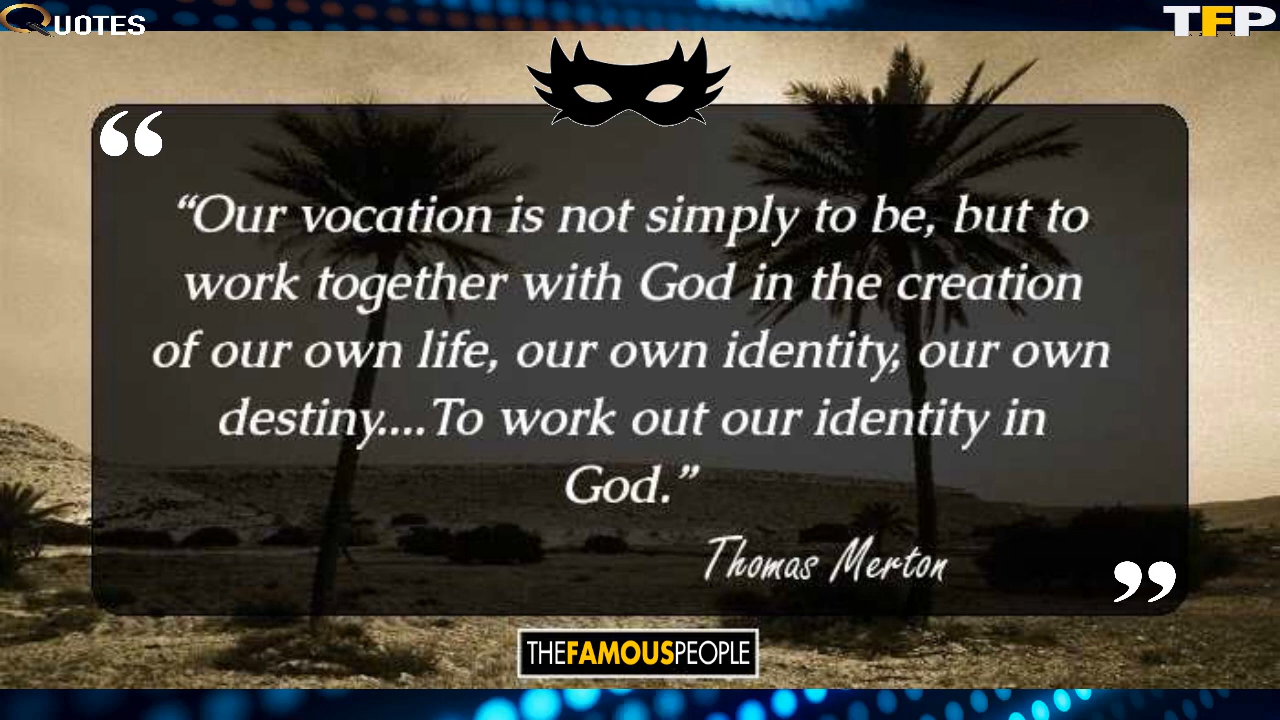 QUOTES
TFP
“
“Our vocation is not simply to be, but to
work together with God in the creation
of our own life, our own identity, our own
destiny....To work out our identity in
God.”
Thomas Merton
”
THEFAMOUSPEOPLE